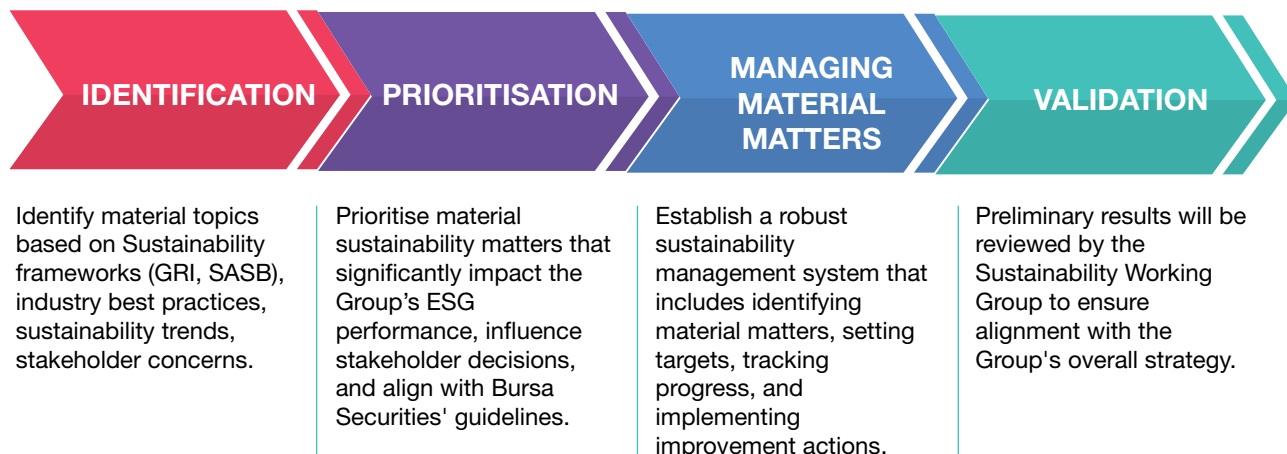 IDENTIFICATION
PRIORITISATION
MANAGING
MATERIAL
MATTERS
VALIDATION
Identify material topics
based on Sustainability
frameworks (GRI, SASB),
industry best practices,
sustainability trends,
stakeholder concerns.
Prioritise material
sustainability matters that
significantly impact the
Group’s ESG
performance, influence
stakeholder decisions,
and align with Bursa
Securities' guidelines.
Establish a robust
sustainability
management system that
includes identifying
material matters, setting
targets, tracking
progress, and
implementing
improvement actions.
Preliminary results will be
reviewed by the
Sustainability Working
Group to ensure
alignment with the
Group's overall strategy.